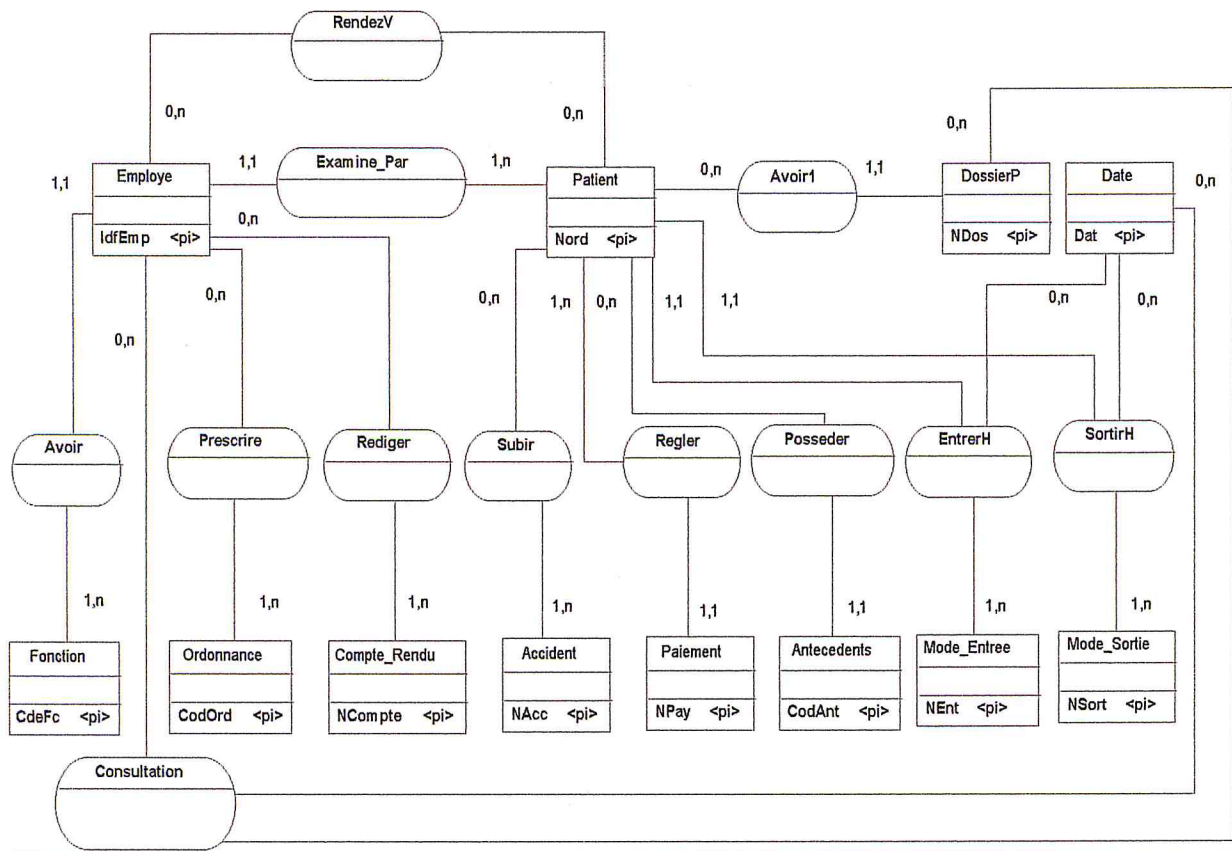 RendezV
0,n 0,n 0,n
1,1 Employe 1,1 Examine_Par 1,n Patient 0,n Avoir1 1,1 DossierP Date 0,n
IdfEmp <pi> 0,n Nord <pi> NDos <pi> Dat <pi>
0,n 0,n 0,n 1,n 0,n 1,1 1,1 0,n 0,n
Avoir Prescrire Rediger Subir Regler Posseder EntrerH SortirH
1,n 1,n 1,n 1,n 1,1 1,1 1,n 1,n
Fonction Ordonnance Compte_Rendu Accident Paiement Antecedents Mode_Entree Mode_Sortie
CdeFc <pi> CodOrd <pi> NCompte <pi> NAcc <pi> NPay <pi> CodAnt <pi> NEnt <pi> NSort <pi>
Consultation